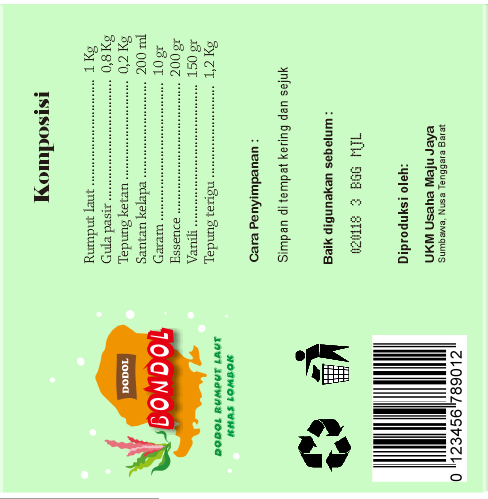 Komposisi
Rumput laut ........................... 1 Kg
Gula pasir ............................... 0,8 Kg
Tepung ketan ........................ 0,2 Kg
Santan kelapa ....................... 200 ml
Garam ..................................... 10 gr
Essence ................................... 200 gr
Vanili ....................................... 150 gr
Tepung terigu ........................ 1,2 Kg
Cara Penyimpanan :
Simpan di tempat kering dan sejuk
Baik digunakan sebelum :
020118 3 BGG MJL
Diproduksi oleh:
UKM Usaha Maju Jaya
Sumbawa, Nusa Tenggara Barat
DODOL
BONDOL
DODOL RUMPUT LAUT
KHAS LOMBOK
0 123456 789012